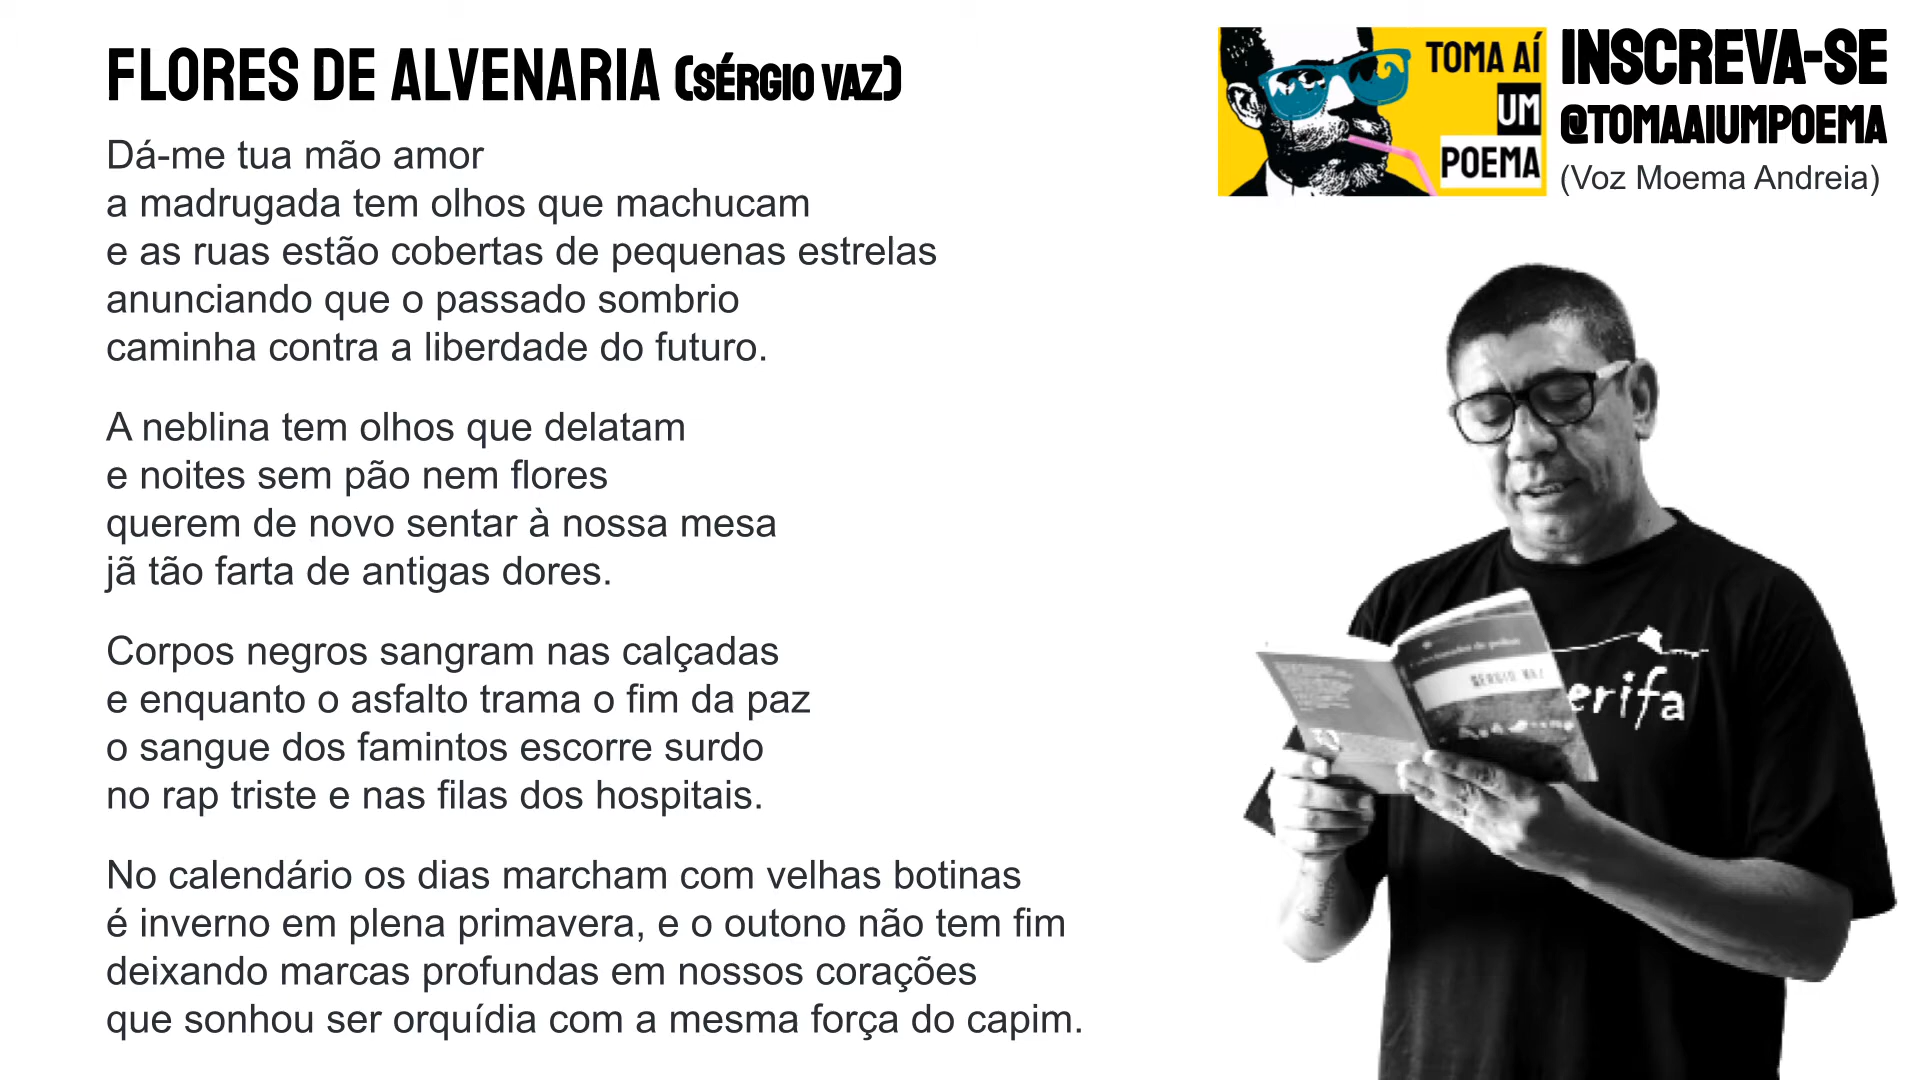 FLORES DE ALVENARIA (SÉRGIO VAZ)
Dá-me tua mão amor
a madrugada tem olhos que machucam
e as ruas estão cobertas de pequenas estrelas
anunciando que o passado sombrio
caminha contra a liberdade do futuro.
A neblina tem olhos que delatam
e noites sem pão nem flores
querem de novo sentar à nossa mesa
jã tão farta de antigas dores.
Corpos negros sangram nas calçadas
e enquanto o asfalto trama o fim da paz
o sangue dos famintos escorre surdo
no rap triste e nas filas dos hospitais.
No calendário os dias marcham com velhas botinas
é inverno em plena primavera, e o outono não tem fim
deixando marcas profundas em nossos corações
que sonhou ser orquídia com a mesma força do capim.
TOMA AÍ
UM
POEMA
INSCREVA-SE
@TOMAAIUMPOEMA
(Voz Moema Andreia)
SÉRGIO VAZ
erifa